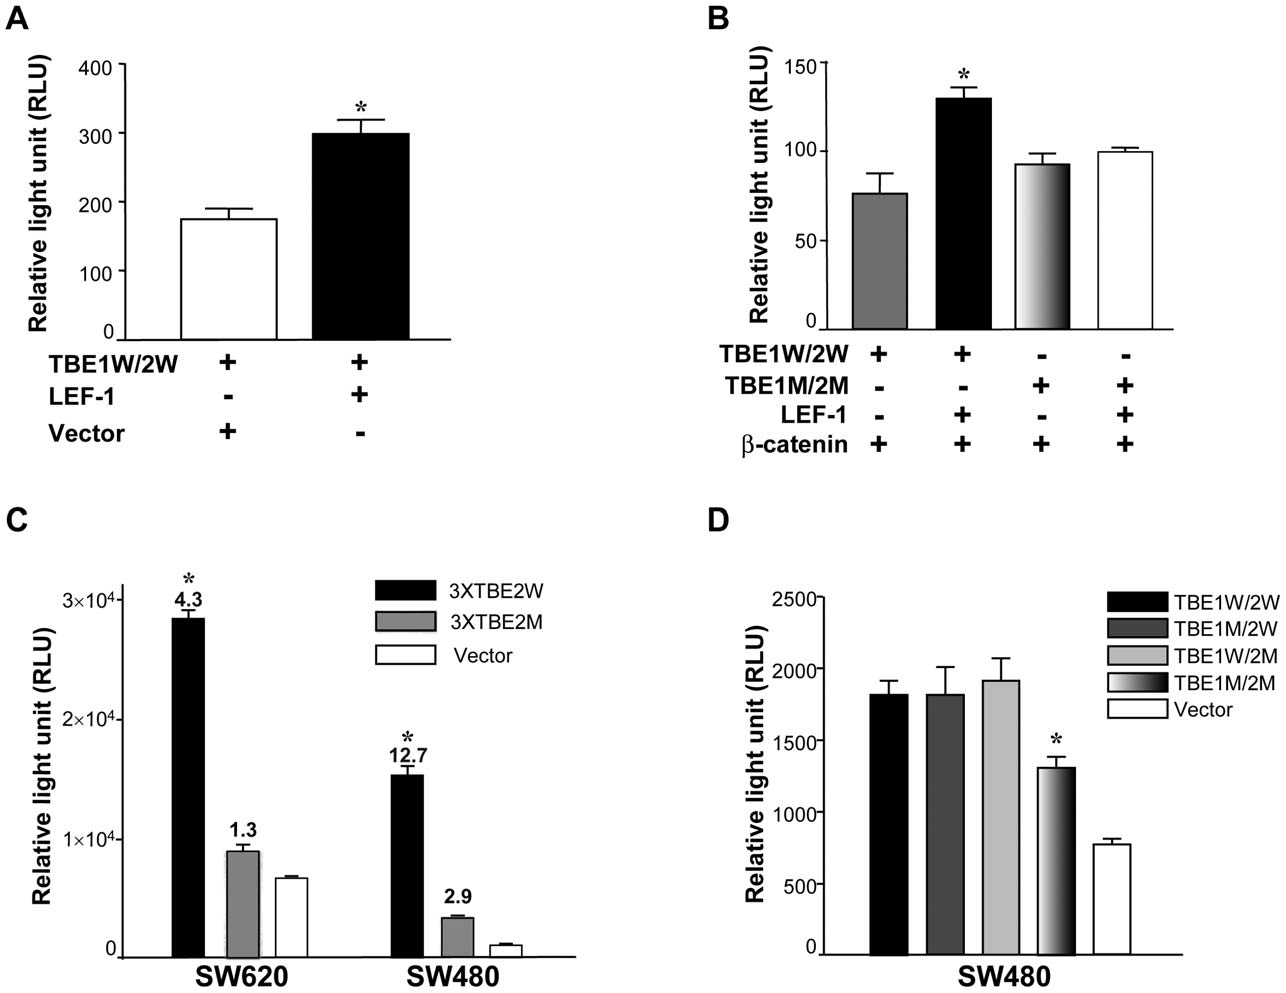 A
Relative light unit (RLU)
400
300
200
100
0
*
TBE1W/2W + +
LEF-1 - +
Vector + -
B
Relative light unit (RLU)
150
100
50
0
*
TBE1W/2W + + - -
TBE1M/2M - - + +
LEF-1 - + - +
β-catenin + + + +
C
Relative light unit (RLU)
3×10⁴
2×10⁴
1×10⁴
0
*
4.3
1.3
*
12.7
2.9
3XTBE2W
3XTBE2M
Vector
SW620 SW480
D
Relative light unit (RLU)
2500
2000
1500
1000
500
0
*
TBE1W/2W
TBE1M/2W
TBE1W/2M
TBE1M/2M
Vector
SW480